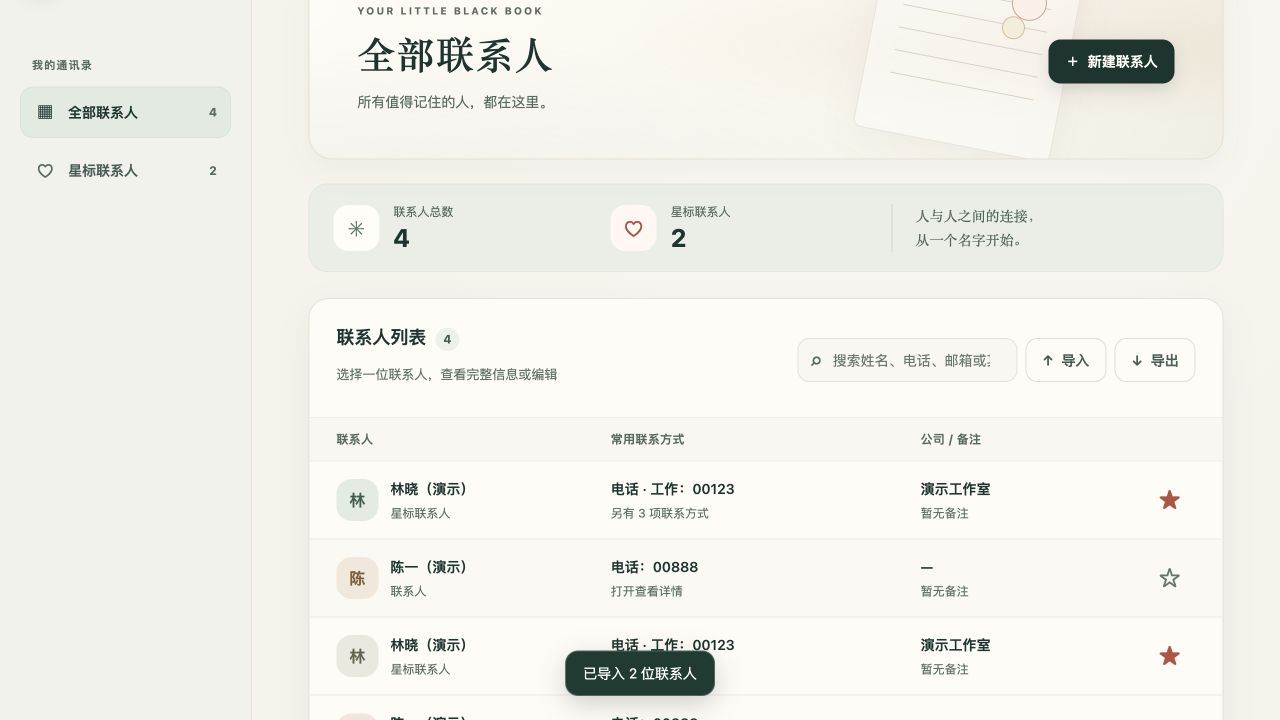 我的通讯录
全部联系人 4
星标联系人 2
YOUR LITTLE BLACK BOOK
全部联系人
所有值得记住的人，都在这里。
+ 新建联系人
联系人总数
4
星标联系人
2
人与人之间的连接，
从一个名字开始。
联系人列表 4
选择一位联系人，查看完整信息或编辑
搜索姓名、电话、邮箱或
↑ 导入
↓ 导出
联系人 常用联系方式 公司 / 备注
林 林晓（演示） 电话 · 工作：00123 演示工作室
星标联系人 另有 3 项联系方式 暂无备注
陈 陈一（演示） 电话：00888 —
联系人 打开查看详情 暂无备注
林 林晓（演示） 电话 · 工作：00123 演示工作室
星标联系人 暂无备注
已导入 2 位联系人